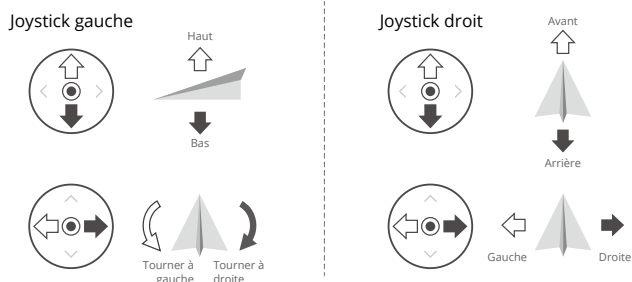 Joystick gauche
Haut
Bas
Tourner à
gauche
Tourner à
droite
Joystick droit
Avant
Arrière
Gauche
Droite